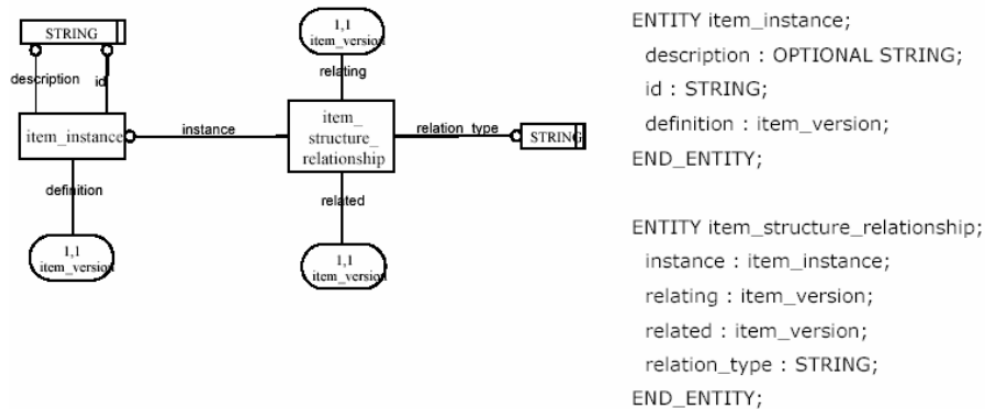 STRING
description
id
item_instance
definition
1,1
item_version
1,1
item_version
relating
instance
item_
structure_
relationship
relation_type
STRING
related
1,1
item_version
ENTITY item_instance;
description : OPTIONAL STRING;
id : STRING;
definition : item_version;
END_ENTITY;
ENTITY item_structure_relationship;
instance : item_instance;
relating : item_version;
related : item_version;
relation_type : STRING;
END_ENTITY;